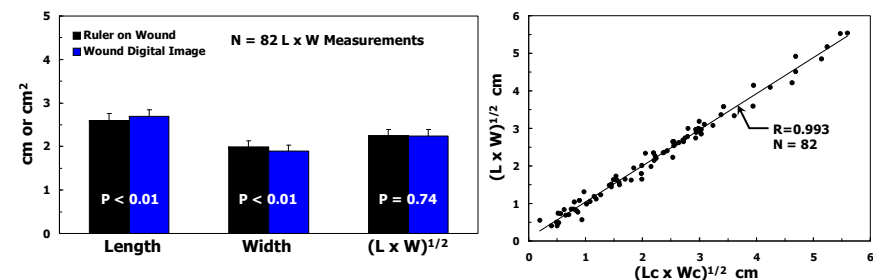 5
4
3
2
1
0
cm or cm²
Ruler on Wound
Wound Digital Image
N = 82 L x W Measurements
P < 0.01
P < 0.01
P = 0.74
Length
Width
(L x W)¹/²
6
5
4
3
2
1
0
(L x W)¹/² cm
R=0.993
N = 82
0 1 2 3 4 5 6
(Lc x Wc)¹/² cm